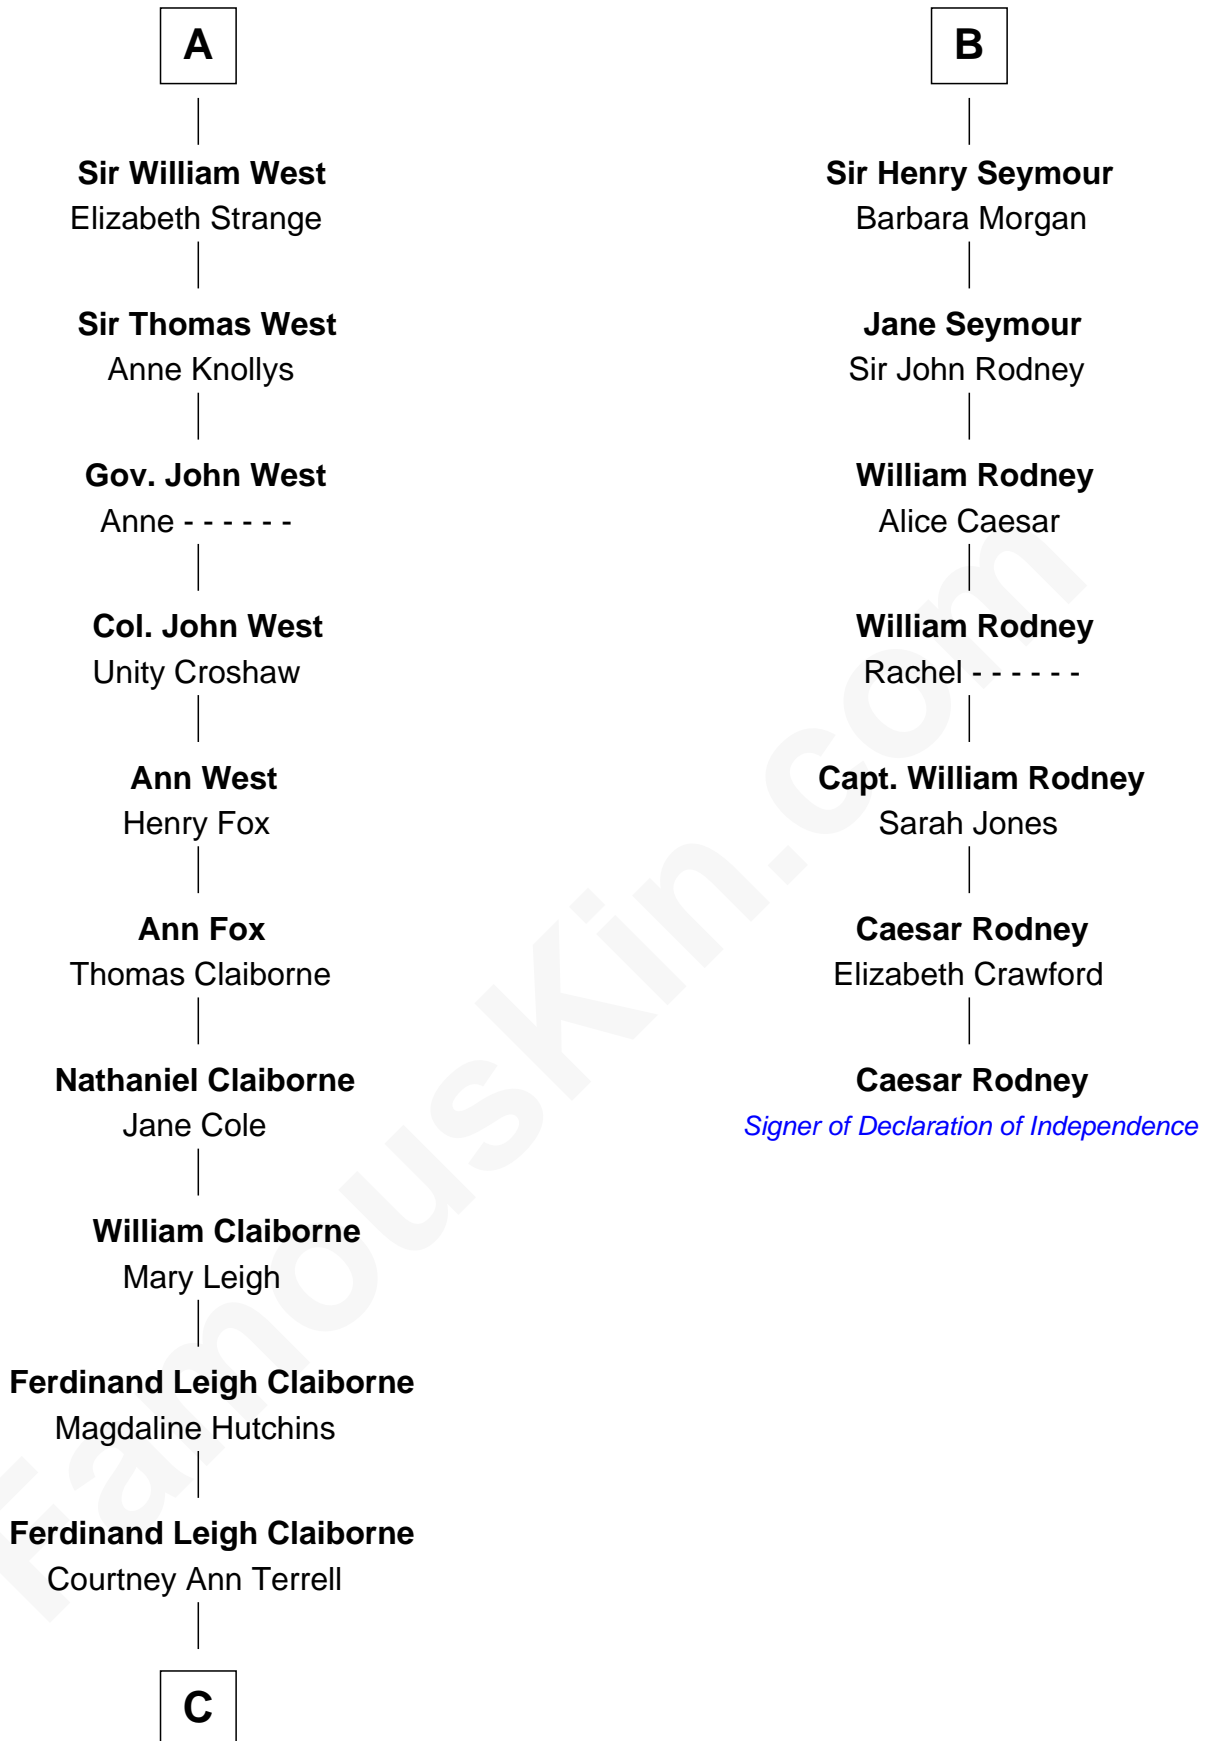 A
Sir William West
Elizabeth Strange
Sir Thomas West
Anne Knollys
Gov. John West
Anne - - - - - -
Col. John West
Unity Croshaw
Ann West
Henry Fox
Ann Fox
Thomas Claiborne
Nathaniel Claiborne
Jane Cole
William Claiborne
Mary Leigh
Ferdinand Leigh Claiborne
Magdaline Hutchins
Ferdinand Leigh Claiborne
Courtney Ann Terrell
C
B
Sir Henry Seymour
Barbara Morgan
Jane Seymour
Sir John Rodney
William Rodney
Alice Caesar
William Rodney
Rachel - - - - - -
Capt. William Rodney
Sarah Jones
Caesar Rodney
Elizabeth Crawford
Caesar Rodney
Signer of Declaration of Independence
FamousKin.com